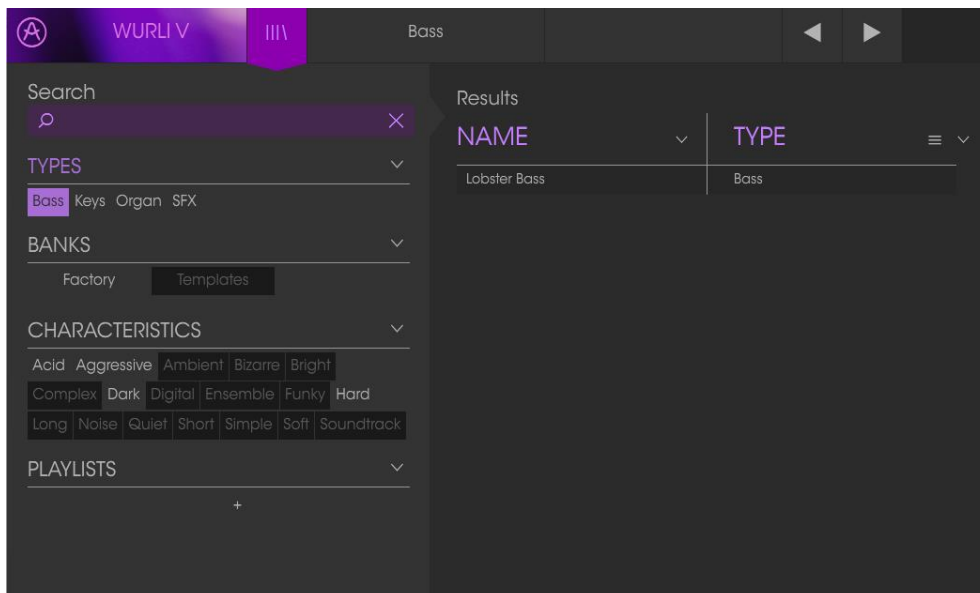 WURLI V
Bass
Search
TYPES
Bass Keys Organ SFX
BANKS
Factory Templates
CHARACTERISTICS
Acid Aggressive Ambient Bizarre Bright
Complex Dark Digital Ensemble Funky Hard
Long Noise Quiet Short Simple Soft Soundtrack
PLAYLISTS
+
Results
NAME TYPE
Lobster Bass Bass